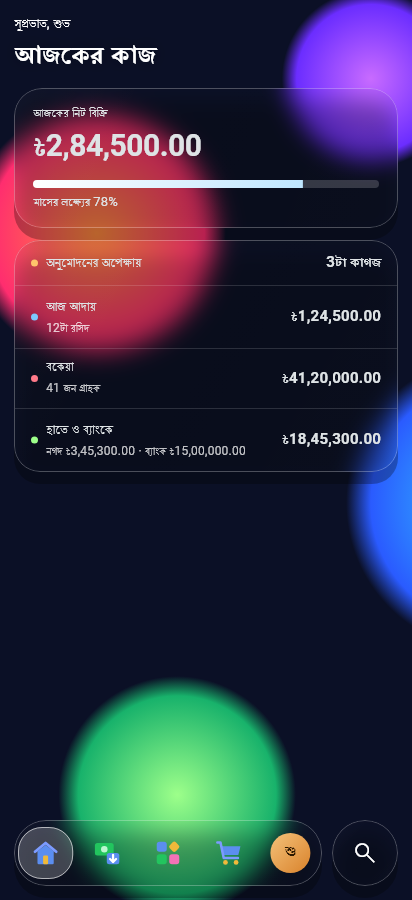 সুপ্রভাত, শুভ
আজকের কাজ
আজকের নিট বিক্রি
৳2,84,500.00
মাসের লক্ষ্যের 78%
অনুমোদনের অপেক্ষায় 3টা কাগজ
আজ আদায়
12টা রসিদ
৳1,24,500.00
বকেয়া
41 জন গ্রাহক
৳41,20,000.00
হাতে ও ব্যাংকে
নগদ ৳3,45,300.00 · ব্যাংক ৳15,00,000.00
৳18,45,300.00
শু